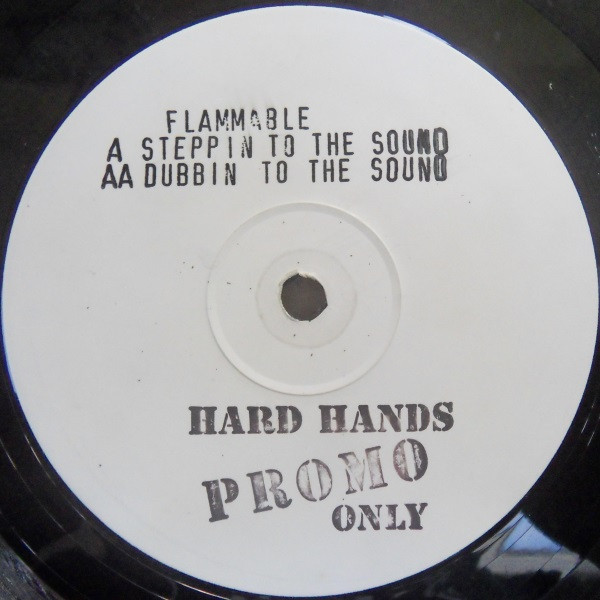 FLAMMABLE
A STEPPIN TO THE SOUND
AA DUBBIN TO THE SOUND
HARD HANDS
PROMO
ONLY